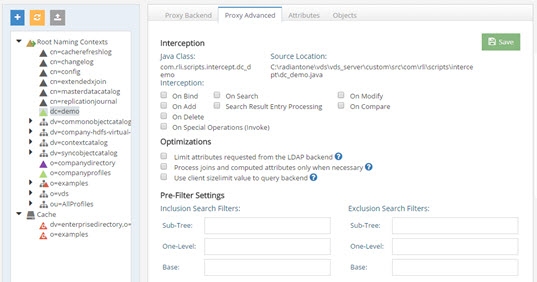 Proxy Backend Proxy Advanced Attributes Objects
Root Naming Contexts
cn=cacherefreshlog
cn=changelog
cn=config
cn=extendedxjoin
cn=masterdatacatalog
cn=replicationjournal
dc=demo
dv=commonobjectcatalog
dv=company-hdfs-virtual-
dv=contextcatalog
dv=syncobjectcatalog
o=companydirectory
o=companyprofiles
o=examples
o=vds
ou=AllProfiles
Cache
dv=enterprisedirectory.o=
o=examples
Interception
Save
Java Class: Source Location:
com.rli.scripts.intercept.dc_d C:\radiantone\vds\vds_server\custom\src\com\rli\scripts\interc
emo ept\dc_demo.java
Interception:
On Bind On Search On Modify
On Add Search Result Entry Processing On Compare
On Delete
On Special Operations (Invoke)
Optimizations
Limit attributes requested from the LDAP backend ?
Process joins and computed attributes only when necessary ?
Use client sizelimit value to query backend ?
Pre-Filter Settings
Inclusion Search Filters: Exclusion Search Filters:
Sub-Tree: Sub-Tree:
One-Level: One-Level:
Base: Base: